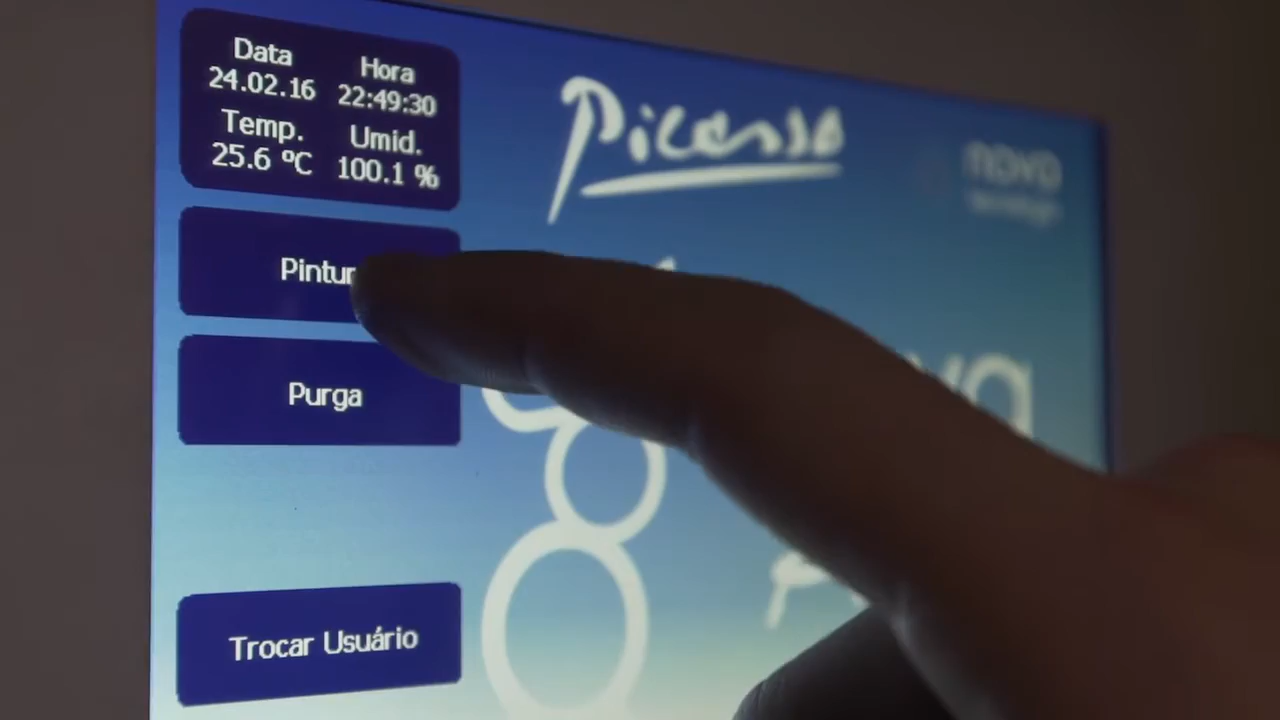 Data Hora
24.02.16 22:49:30
Temp. Umid.
25.6 ºC 100.1 %
Picasso
nova
Pintur
Purga
Trocar Usuário